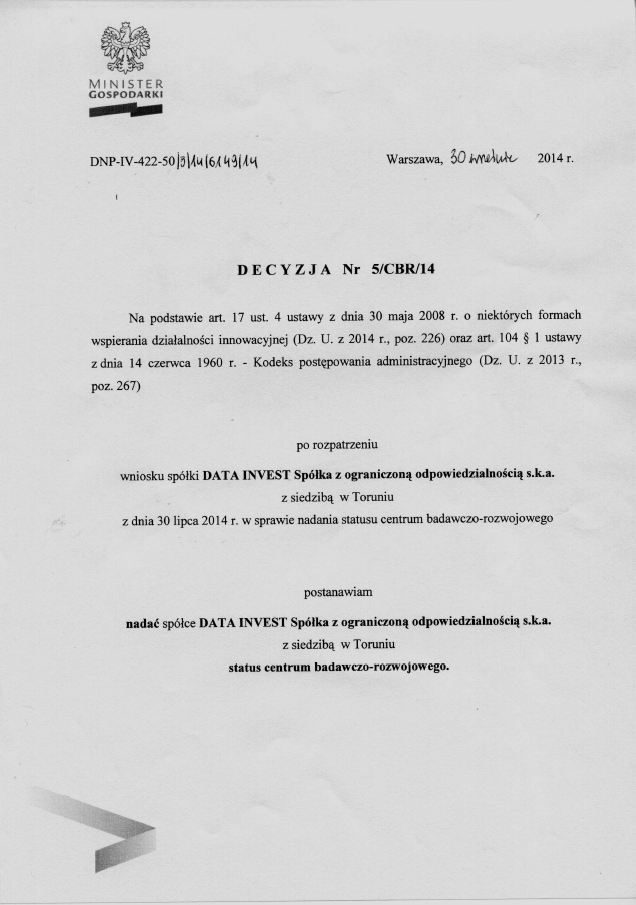 MINISTER
GOSPODARKI
DNP-IV-422-50/3/14/6149/14
Warszawa, 30 września 2014 r.
DECYZJA Nr 5/CBR/14
Na podstawie art. 17 ust. 4 ustawy z dnia 30 maja 2008 r. o niektórych formach
wspierania działalności innowacyjnej (Dz. U. z 2014 r., poz. 226) oraz art. 104 § 1 ustawy
z dnia 14 czerwca 1960 r. - Kodeks postępowania administracyjnego (Dz. U. z 2013 r.,
poz. 267)
po rozpatrzeniu
wniosku spółki DATA INVEST Spółka z ograniczoną odpowiedzialnością s.k.a.
z siedzibą w Toruniu
z dnia 30 lipca 2014 r. w sprawie nadania statusu centrum badawczo-rozwojowego
postanawiam
nadać spółce DATA INVEST Spółka z ograniczoną odpowiedzialnością s.k.a.
z siedzibą w Toruniu
status centrum badawczo-rozwojowego.